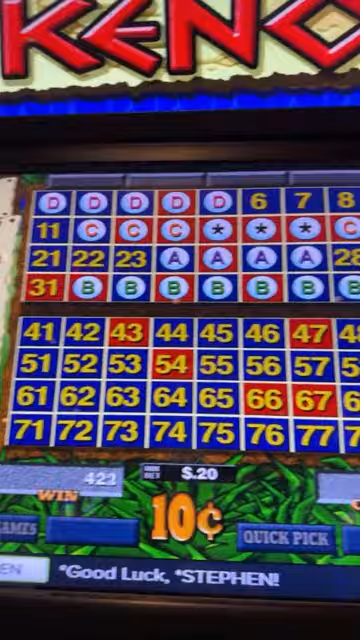 KENO
D D D D D 6 7 8
11 C C C * * * C
21 22 23 A A A A 28
31 B B B B B B B
41 42 43 44 45 46 47
51 52 53 54 55 56 57
61 62 63 64 65 66 67
71 72 73 74 75 76 77
422 $.20
WIN
10¢
GAMES QUICK PICK
*Good Luck, *STEPHEN!